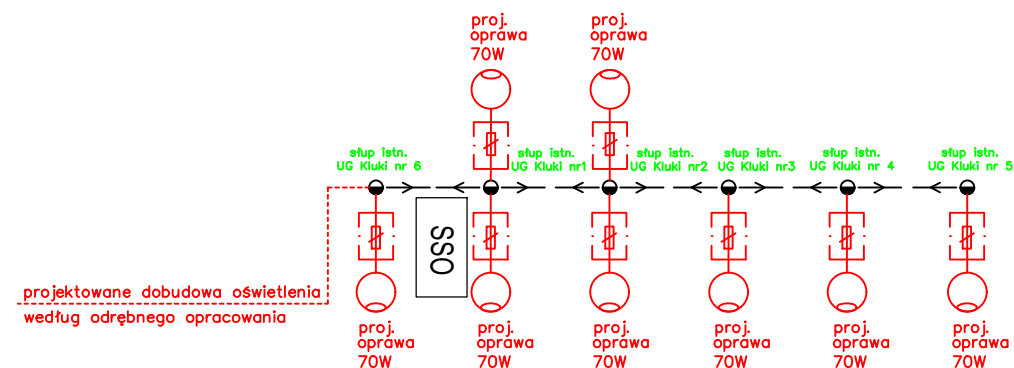 proj.
oprawa
70W
proj.
oprawa
70W
słup istn.
UG Kluki nr 6
słup istn.
UG Kluki nr1
słup istn.
UG Kluki nr2
słup istn.
UG Kluki nr3
słup istn.
UG Kluki nr 4
słup istn.
UG Kluki nr 5
SSO
projektowane dobudowa oświetlenia
według odrębnego opracowania
proj.
oprawa
70W
proj.
oprawa
70W
proj.
oprawa
70W
proj.
oprawa
70W
proj.
oprawa
70W
proj.
oprawa
70W